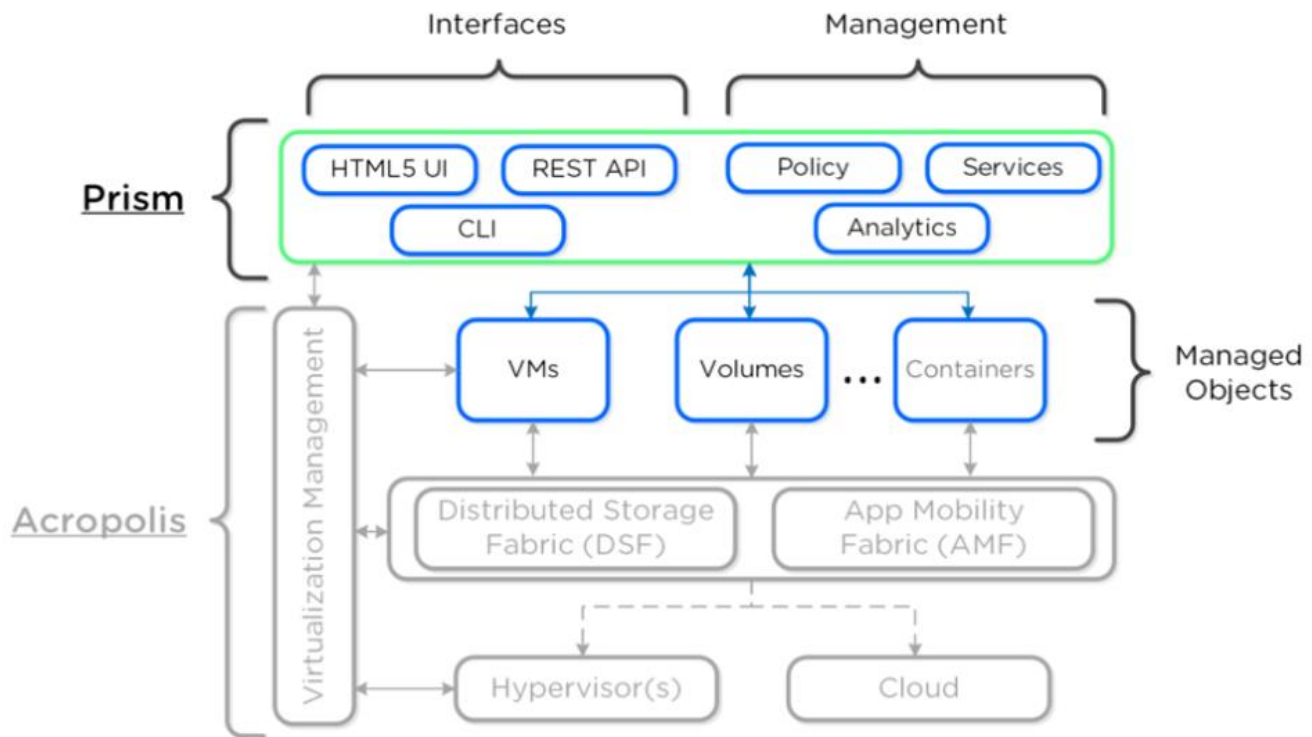 Interfaces
Management
Prism
HTML5 UI
REST API
Policy
Services
CLI
Analytics
Acropolis
Virtualization Management
VMs
Volumes
...
Containers
Managed
Objects
Distributed Storage
Fabric (DSF)
App Mobility
Fabric (AMF)
Hypervisor(s)
Cloud